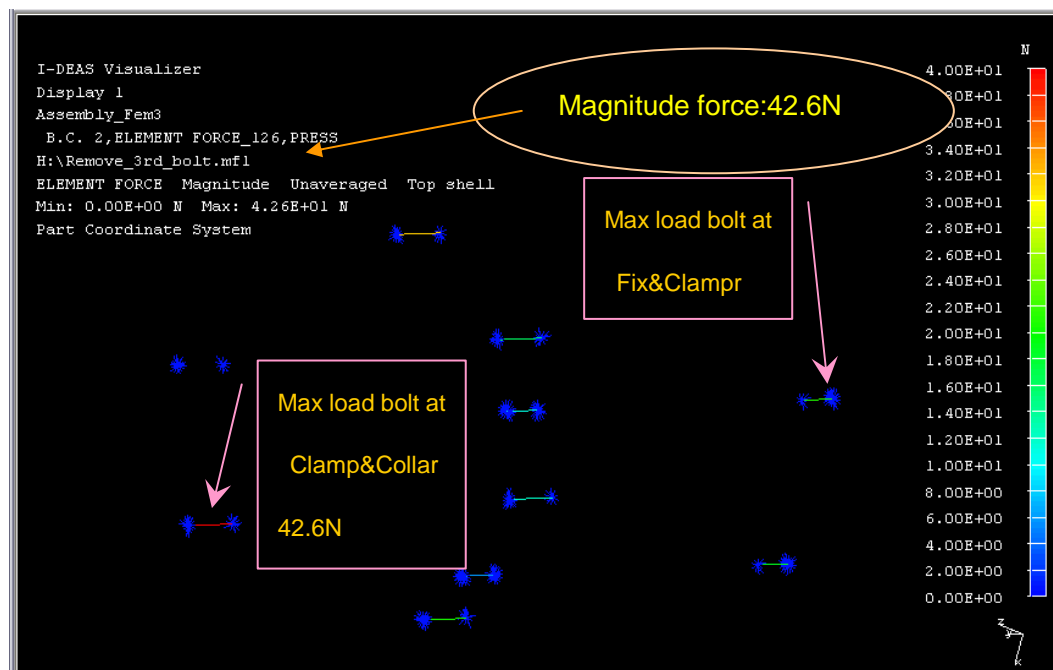 I-DEAS Visualizer
Display 1
Assembly_Fem3
B.C. 2,ELEMENT FORCE_126,PRESS
H:\Remove_3rd_bolt.mf1
ELEMENT FORCE Magnitude Unaveraged Top shell
Min: 0.00E+00 N Max: 4.26E+01 N
Part Coordinate System
Magnitude force:42.6N
Max load bolt at
Fix&Clampr
Max load bolt at
Clamp&Collar
42.6N
N
4.00E+01
80E+01
60E+01
3.40E+01
3.20E+01
3.00E+01
2.80E+01
2.60E+01
2.40E+01
2.20E+01
2.00E+01
1.80E+01
1.60E+01
1.40E+01
1.20E+01
1.00E+01
8.00E+00
6.00E+00
4.00E+00
2.00E+00
0.00E+00